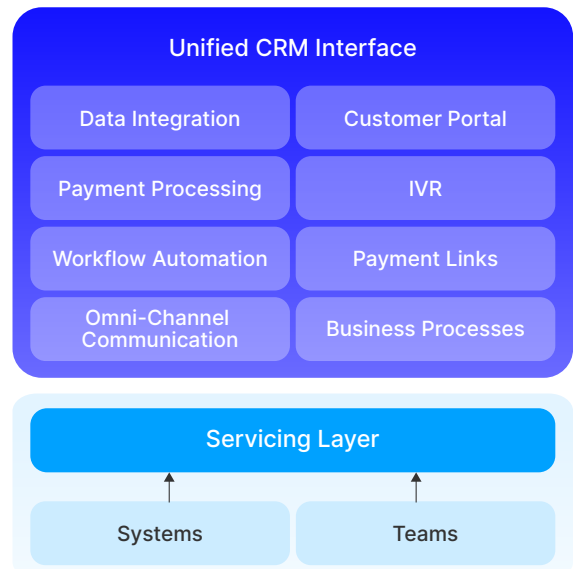 Unified CRM Interface
Data Integration
Customer Portal
Payment Processing
IVR
Workflow Automation
Payment Links
Omni-Channel
Communication
Business Processes
Servicing Layer
Systems
Teams